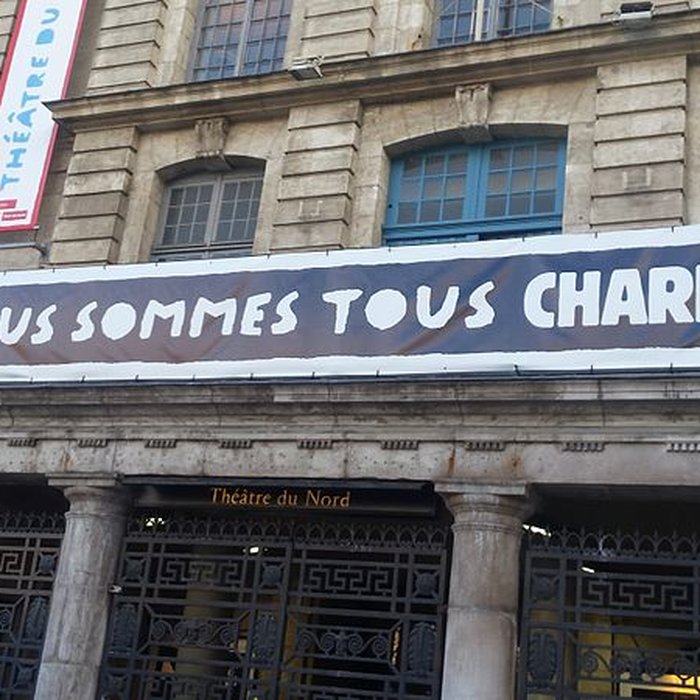 THÉÂTRE DU
US SOMMES TOUS CHAR
Théâtre du Nord